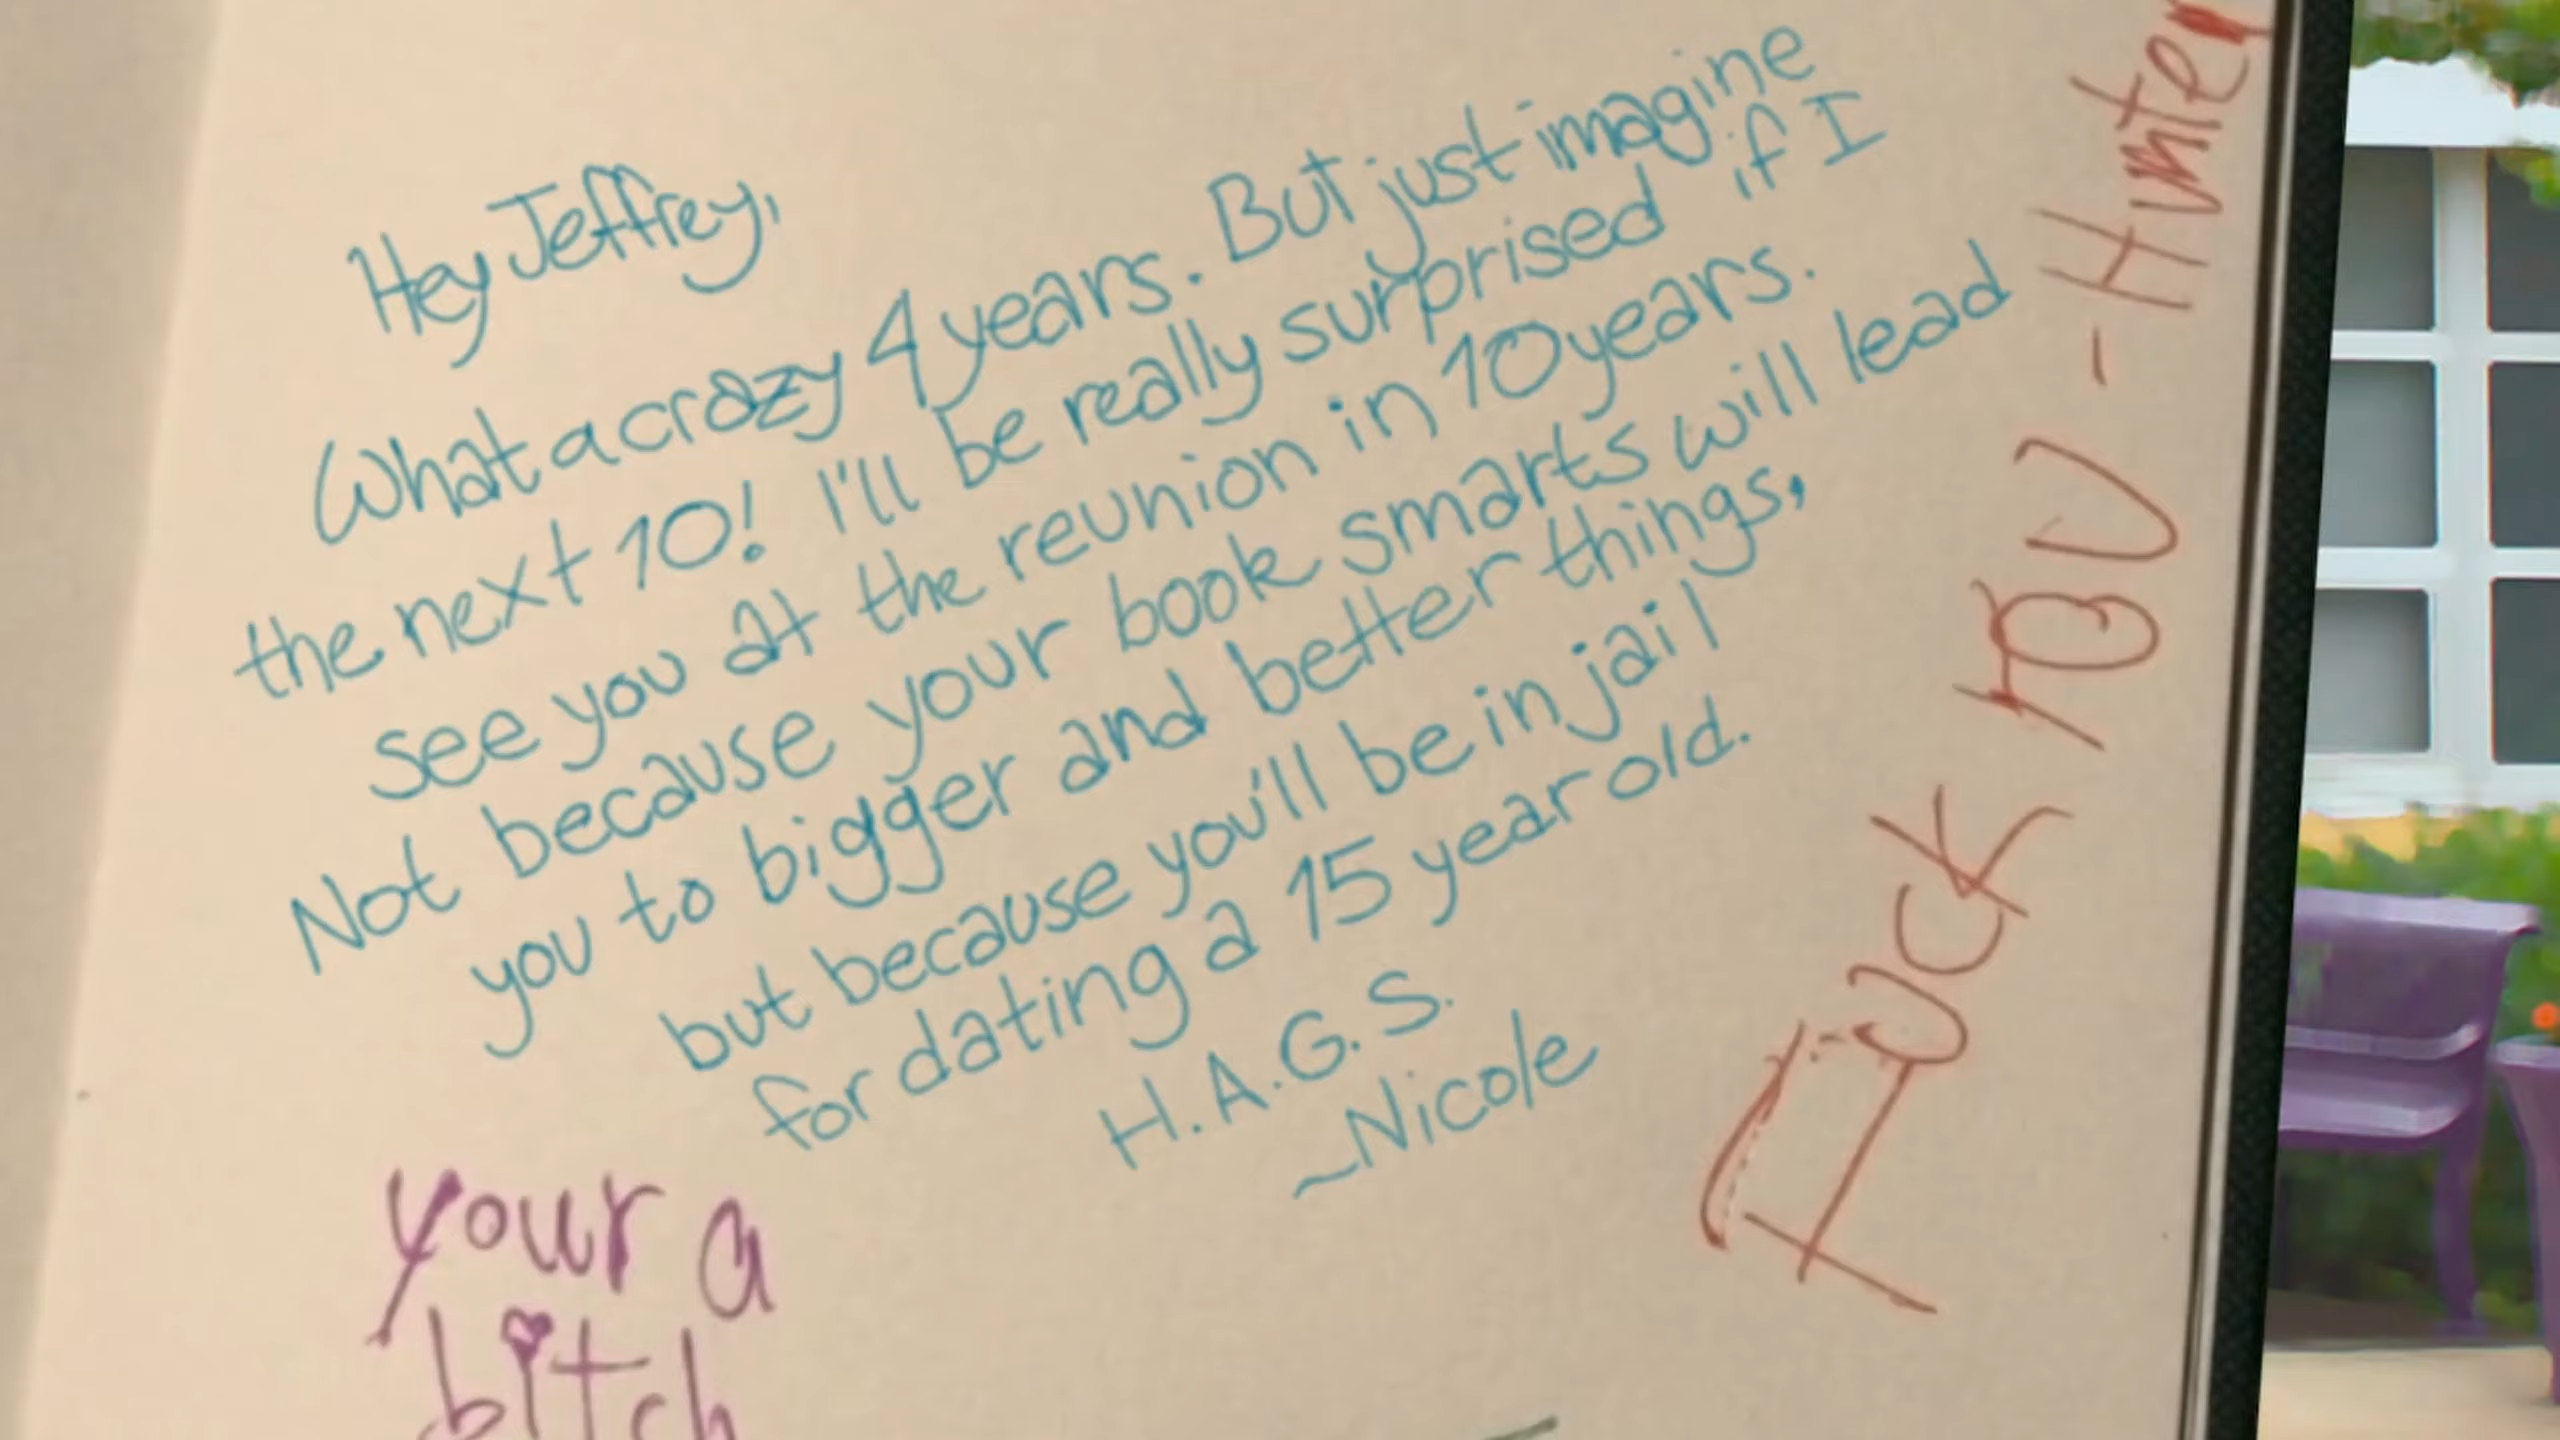 Hey Jeffrey,
What a crazy 4 years. But just imagine
the next 10! I'll be really surprised if I
see you at the reunion in 10 years.
Not because your book smarts will lead
you to bigger and better things,
but because you'll be in jail
for dating a 15 year old.
H.A.G.S.
~Nicole
your a
bitch
FUCK YOU - Hunter